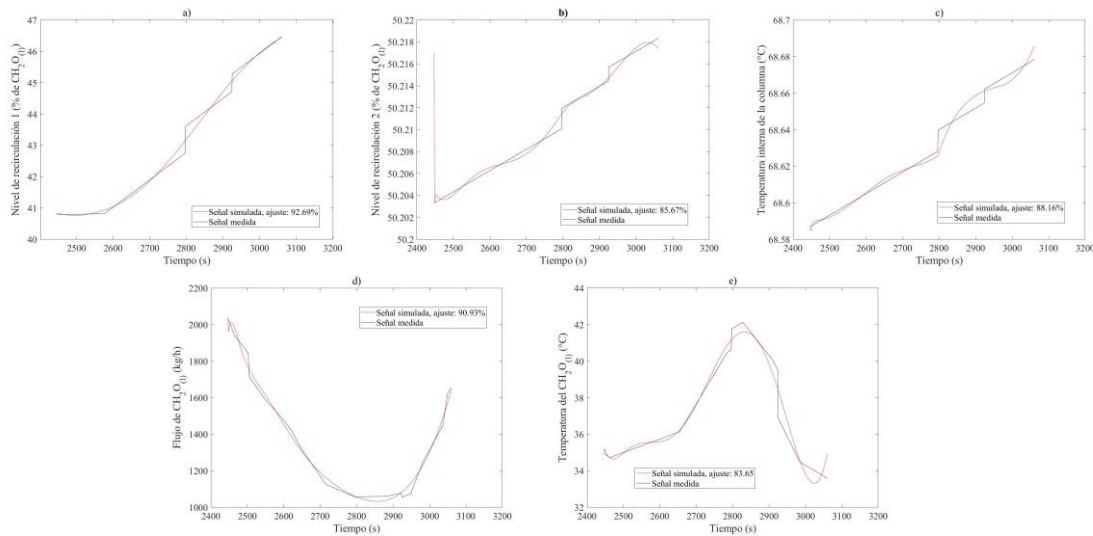 a)
47
46
45
44
43
42
41
40
Nivel de recirculación 1 (% de CH2O(l))
Señal simulada, ajuste: 92.69%
Señal medida
2400 2500 2600 2700 2800 2900 3000 3100 3200
Tiempo (s)
b)
50.22
50.218
50.216
50.214
50.212
50.21
50.208
50.206
50.204
50.202
50.2
Nivel de recirculación 2 (% de CH2O(l))
Señal simulada, ajuste: 85.67%
Señal medida
2400 2500 2600 2700 2800 2900 3000 3100 3200
Tiempo (s)
c)
68.7
68.68
68.66
68.64
68.62
68.6
68.58
Temperatura interna de la columna (°C)
Señal simulada, ajuste: 88.16%
Señal medida
2400 2500 2600 2700 2800 2900 3000 3100 3200
Tiempo (s)
d)
2200
2000
1800
1600
1400
1200
1000
Flujo de CH2O(l) (kg/h)
Señal simulada, ajuste: 90.93%
Señal medida
2400 2500 2600 2700 2800 2900 3000 3100 3200
Tiempo (s)
e)
44
42
40
38
36
34
32
Temperatura del CH2O(l) (°C)
Señal simulada, ajuste: 83.65
Señal medida
2400 2500 2600 2700 2800 2900 3000 3100 3200
Tiempo (s)